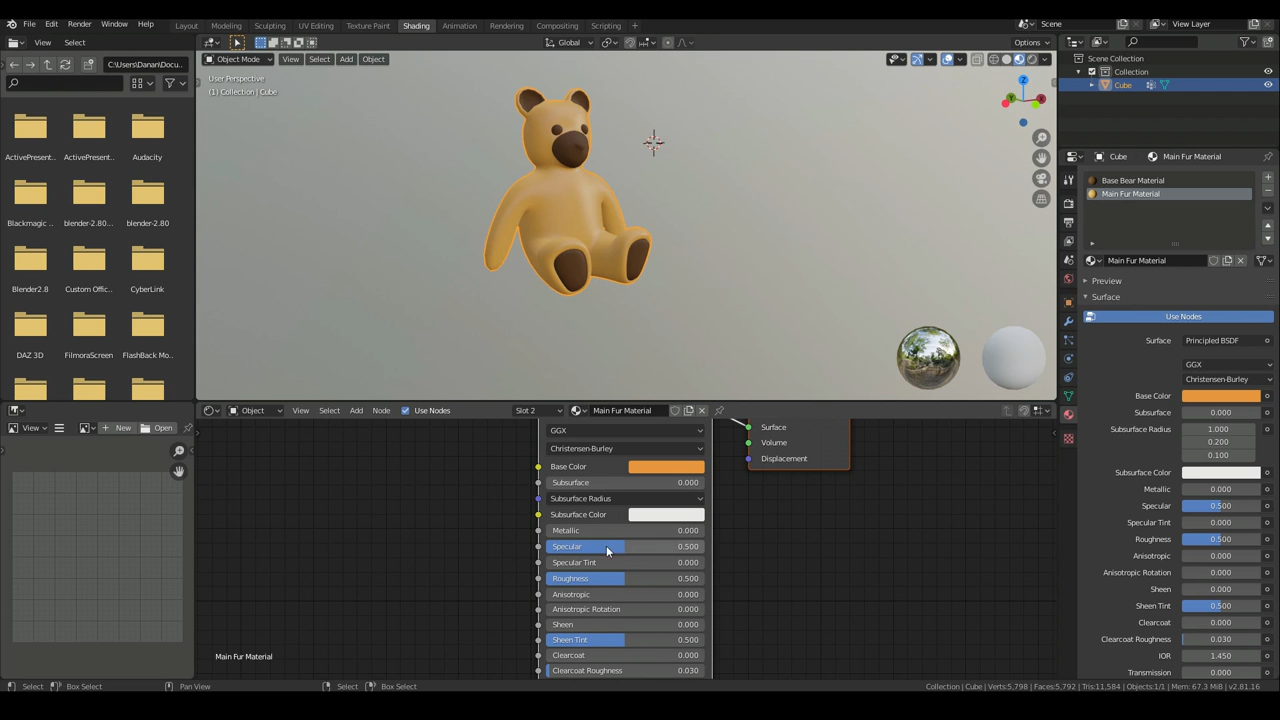 File Edit Render Window Help Layout Modeling Sculpting UV Editing Texture Paint Shading Animation Rendering Compositing Scripting + Scene View Layer
View Select Global Options
C:\Users\Danan\Docu...
Object Mode View Select Add Object
User Perspective
(1) Collection | Cube
Z
Y
X
ActivePresent... ActivePresent... Audacity
Blackmagic ... blender-2.80... blender-2.80
Blender2.8 Custom Offic... CyberLink
DAZ 3D FilmoraScreen FlashBack Mo...
View New Open
Scene Collection
Collection
Cube
Cube Main Fur Material
Base Bear Material
Main Fur Material
Main Fur Material
Preview
Surface
Use Nodes
Surface Principled BSDF
GGX
Christensen-Burley
Base Color
Subsurface 0.000
Subsurface Radius 1.000
0.200
0.100
Subsurface Color
Metallic 0.000
Specular 0.500
Specular Tint 0.000
Roughness 0.500
Anisotropic 0.000
Anisotropic Rotation 0.000
Sheen 0.000
Sheen Tint 0.500
Clearcoat 0.000
Clearcoat Roughness 0.030
IOR 1.450
Transmission 0.000
Object View Select Add Node Use Nodes Slot 2 Main Fur Material
GGX
Christensen-Burley
Base Color
Subsurface 0.000
Subsurface Radius
Subsurface Color
Metallic 0.000
Specular 0.500
Specular Tint 0.000
Roughness 0.500
Anisotropic 0.000
Anisotropic Rotation 0.000
Sheen 0.000
Sheen Tint 0.500
Clearcoat 0.000
Clearcoat Roughness 0.030
Surface
Volume
Displacement
Main Fur Material
Select Box Select Pan View Select Box Select Collection | Cube | Verts:5,798 | Faces:5,792 | Tris:11,584 | Objects:1/1 | Mem: 67.3 MiB | v2.81.16